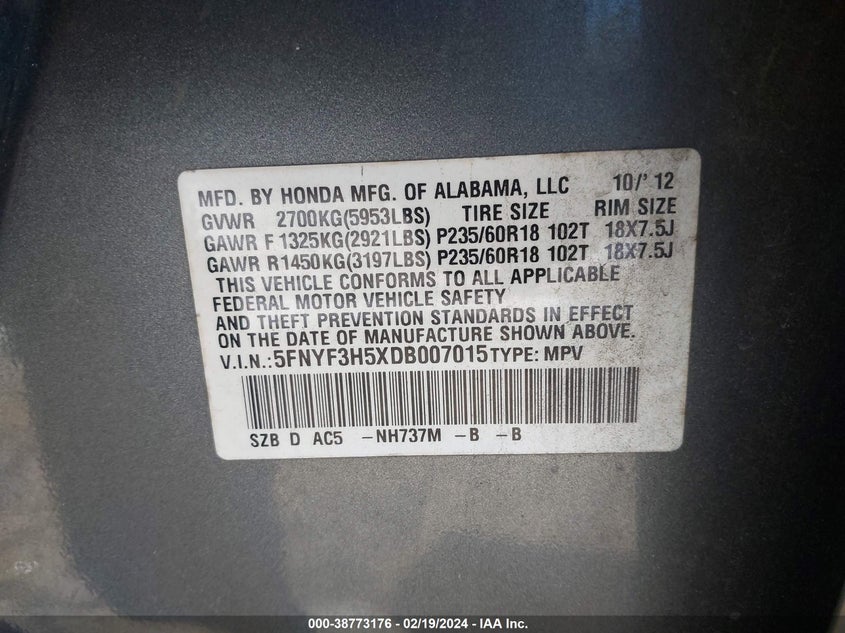 MFD. BY HONDA MFG. OF ALABAMA, LLC 10/'12
GVWR 2700KG(5953LBS) TIRE SIZE RIM SIZE
GAWR F 1325KG(2921LBS) P235/60R18 102T 18X7.5J
GAWR R1450KG(3197LBS) P235/60R18 102T 18X7.5J
THIS VEHICLE CONFORMS TO ALL APPLICABLE
FEDERAL MOTOR VEHICLE SAFETY
AND THEFT PREVENTION STANDARDS IN EFFECT
ON THE DATE OF MANUFACTURE SHOWN ABOVE.
V.I.N.:5FNYF3H5XDB007015 TYPE: MPV
SZB D AC5 -NH737M -B -B
000-38773176 - 02/19/2024 - IAA Inc.